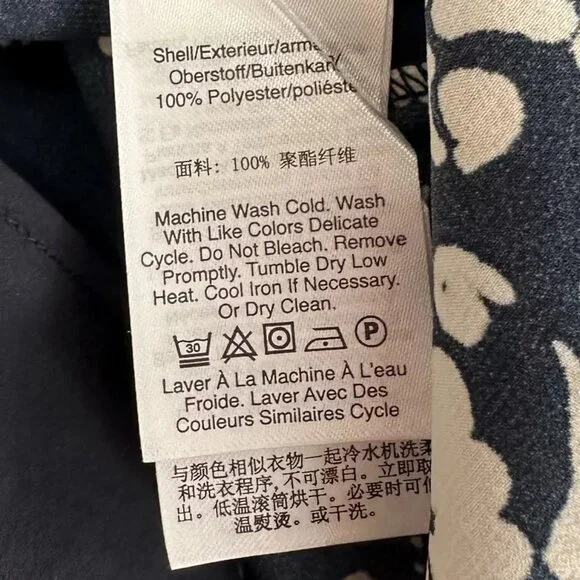 Shell/Exterieur/arme
Oberstoff/Buitenkan/
100% Polyester/poliéste
面料: 100% 聚酯纤维
Machine Wash Cold. Wash
With Like Colors Delicate
Cycle. Do Not Bleach. Remove
Promptly. Tumble Dry Low
Heat. Cool Iron If Necessary.
Or Dry Clean.
30 P
Laver À La Machine À L'eau
Froide. Laver Avec Des
Couleurs Similaires Cycle
与颜色相似衣物一起冷水机洗柔
和洗衣程序, 不可漂白。立即取
出。低温滚筒烘干。必要时可低
温熨烫。或干洗。